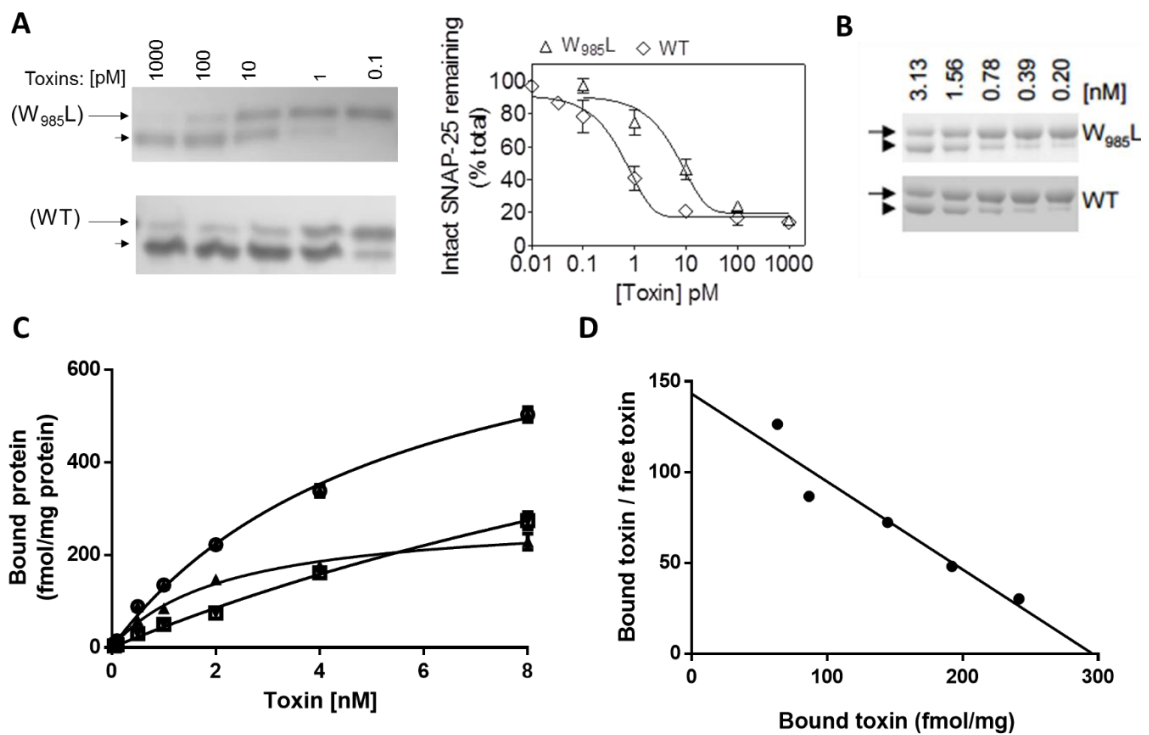 A
Toxins: [pM] 1000 100 10 1 0.1
(W985L)
(WT)
W985L WT
Intact SNAP-25 remaining
(% total)
100
80
60
40
20
0
0.01 0.1 1 10 100 1000
[Toxin] pM
B
3.13 1.56 0.78 0.39 0.20 [nM]
W985L
WT
C
Bound protein
(fmol/mg protein)
600
400
200
0
0 2 4 6 8
Toxin [nM]
D
Bound toxin / free toxin
150
100
50
0
0 100 200 300
Bound toxin (fmol/mg)